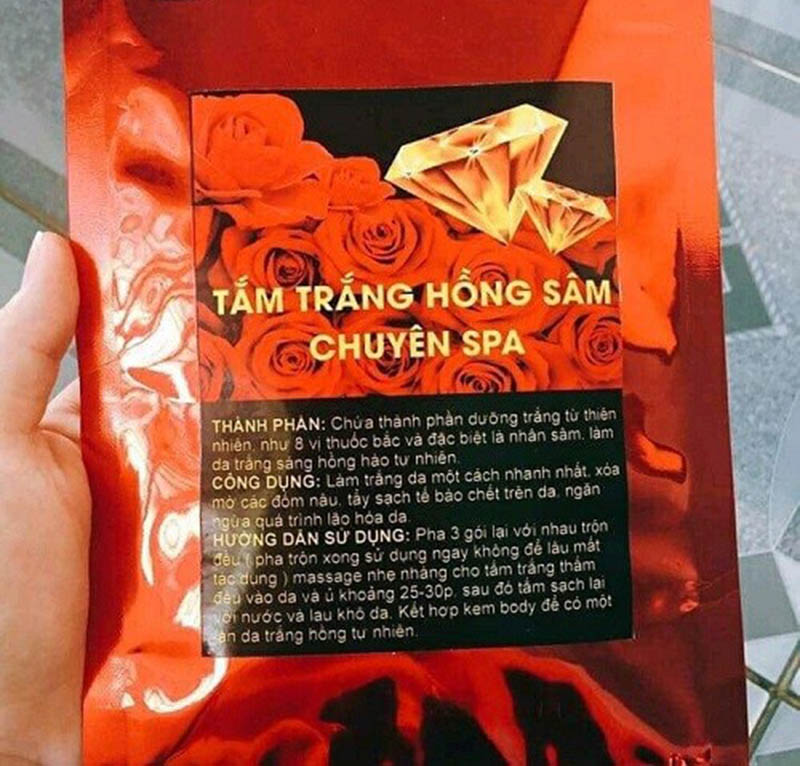 TẮM TRẮNG HỒNG SÂM
CHUYÊN SPA
THÀNH PHẦN: Chứa thành phần dưỡng trắng từ thiên
nhiên, như 8 vị thuốc bắc và đặc biệt là nhân sâm, làm
da trắng sáng hồng hào tự nhiên.
CÔNG DỤNG: Làm trắng da một cách nhanh nhất, xóa
mờ các đốm nâu, tẩy sạch tế bào chết trên da, ngăn
ngừa quá trình lão hóa da.
HƯỚNG DẪN SỬ DỤNG: Pha 3 gói lại với nhau trộn
đều ( pha trộn xong sử dụng ngay không để lâu mất
tác dụng ) massage nhẹ nhàng cho tắm trắng thấm
đều vào da và ủ khoảng 25-30p, sau đó tắm sạch lại
với nước và lau khô da. Kết hợp kem body để có một
làn da trắng hồng tự nhiên.